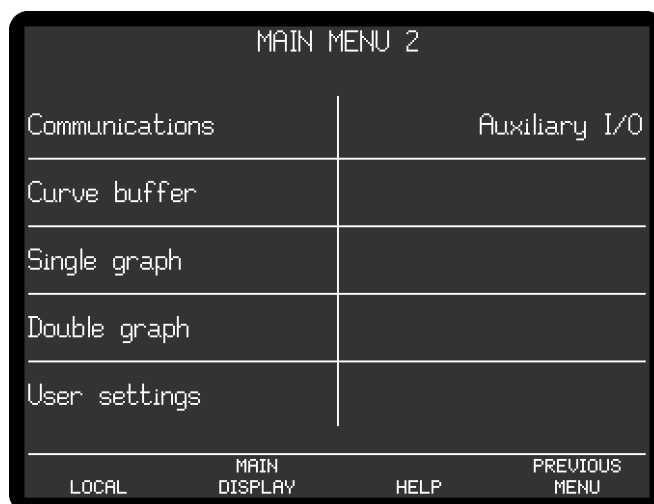 MAIN MENU 2
Communications
Auxiliary I/O
Curve buffer
Single graph
Double graph
User settings
LOCAL
MAIN DISPLAY
HELP
PREVIOUS MENU